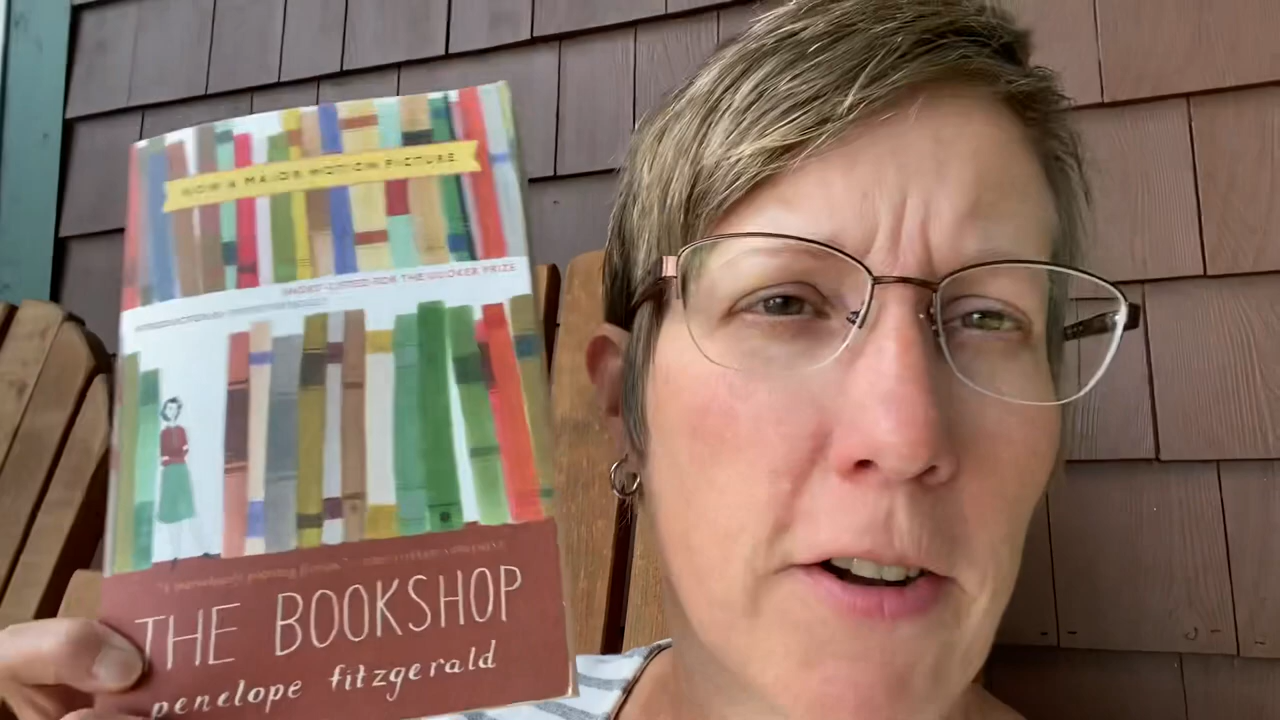 NOW A MAJOR MOTION PICTURE
SHORT-LISTED FOR THE BOOKER PRIZE
THE BOOKSHOP
penelope fitzgerald